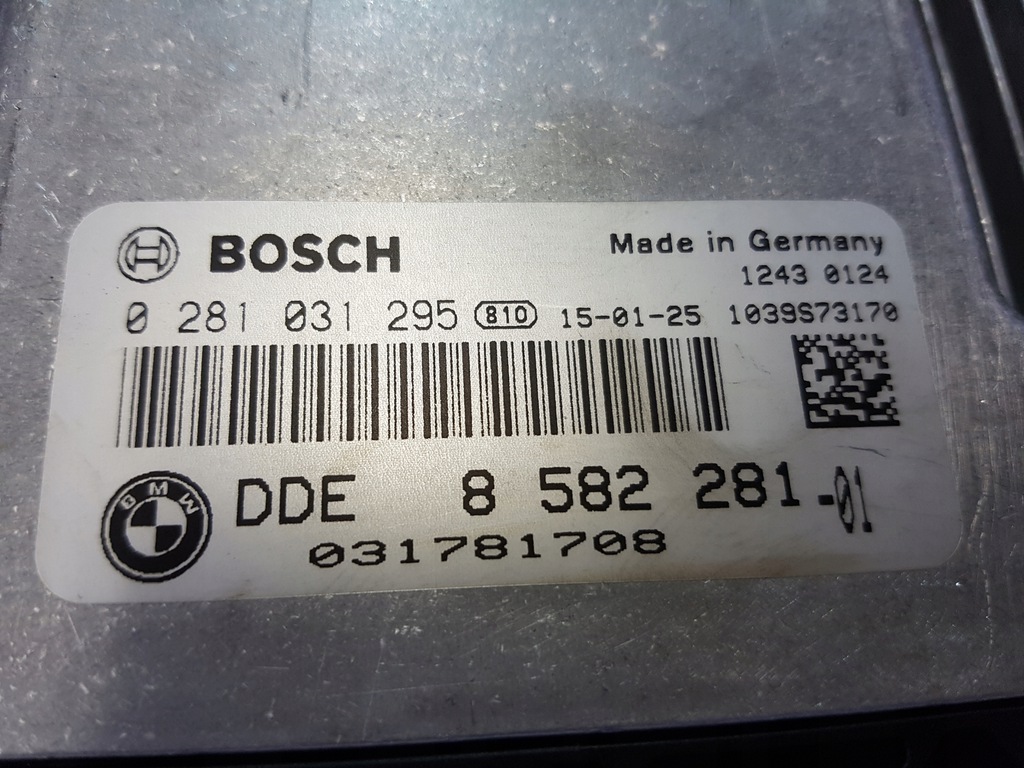 BOSCH Made in Germany
1243 0124
0 281 031 295 810 15-01-25 1039S73170
BMW DDE 8 582 281-01
031781708